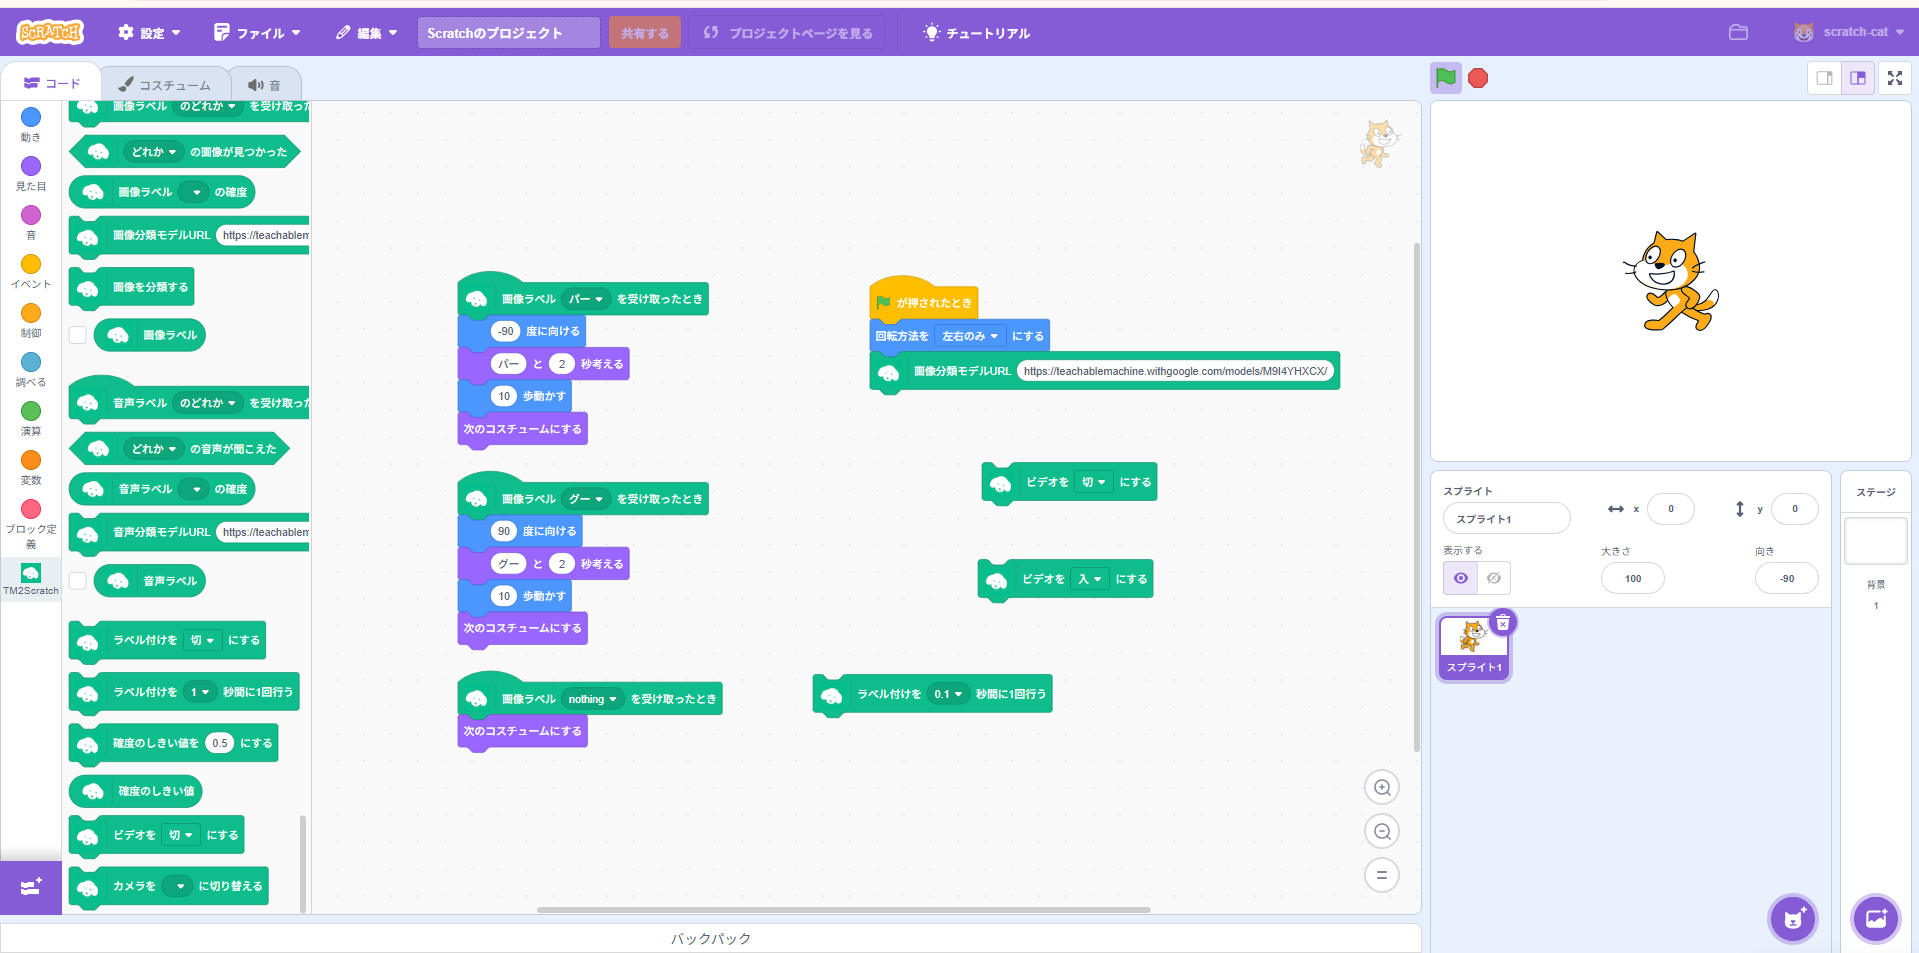 SCRATCH
設定
ファイル
編集
Scratchのプロジェクト
共有する
プロジェクトページを見る
チュートリアル
scratch-cat
コード
コスチューム
音
動き
見た目
音
イベント
制御
調べる
演算
変数
ブロック定義
TM2Scratch
画像ラベル のどれか を受け取った
どれか の画像が見つかった
画像ラベル の確度
画像分類モデルURL https://teachablem
画像を分類する
画像ラベル
音声ラベル のどれか を受け取った
どれか の音声が聞こえた
音声ラベル の確度
音声分類モデルURL https://teachablem
音声ラベル
ラベル付けを 切 にする
ラベル付けを 1 秒間に1回行う
確度のしきい値を 0.5 にする
確度のしきい値
ビデオを 切 にする
カメラを に切り替える
画像ラベル パー を受け取ったとき
-90 度に向ける
パー と 2 秒考える
10 歩動かす
次のコスチュームにする
画像ラベル グー を受け取ったとき
90 度に向ける
グー と 2 秒考える
10 歩動かす
次のコスチュームにする
画像ラベル nothing を受け取ったとき
次のコスチュームにする
が押されたとき
回転方法を 左右のみ にする
画像分類モデルURL https://teachablemachine.withgoogle.com/models/M9I4YHXCX/
ビデオを 切 にする
ビデオを 入 にする
ラベル付けを 0.1 秒間に1回行う
バックパック
スプライト
スプライト1
x 0
y 0
表示する
大きさ
100
向き
-90
スプライト1
ステージ
背景
1